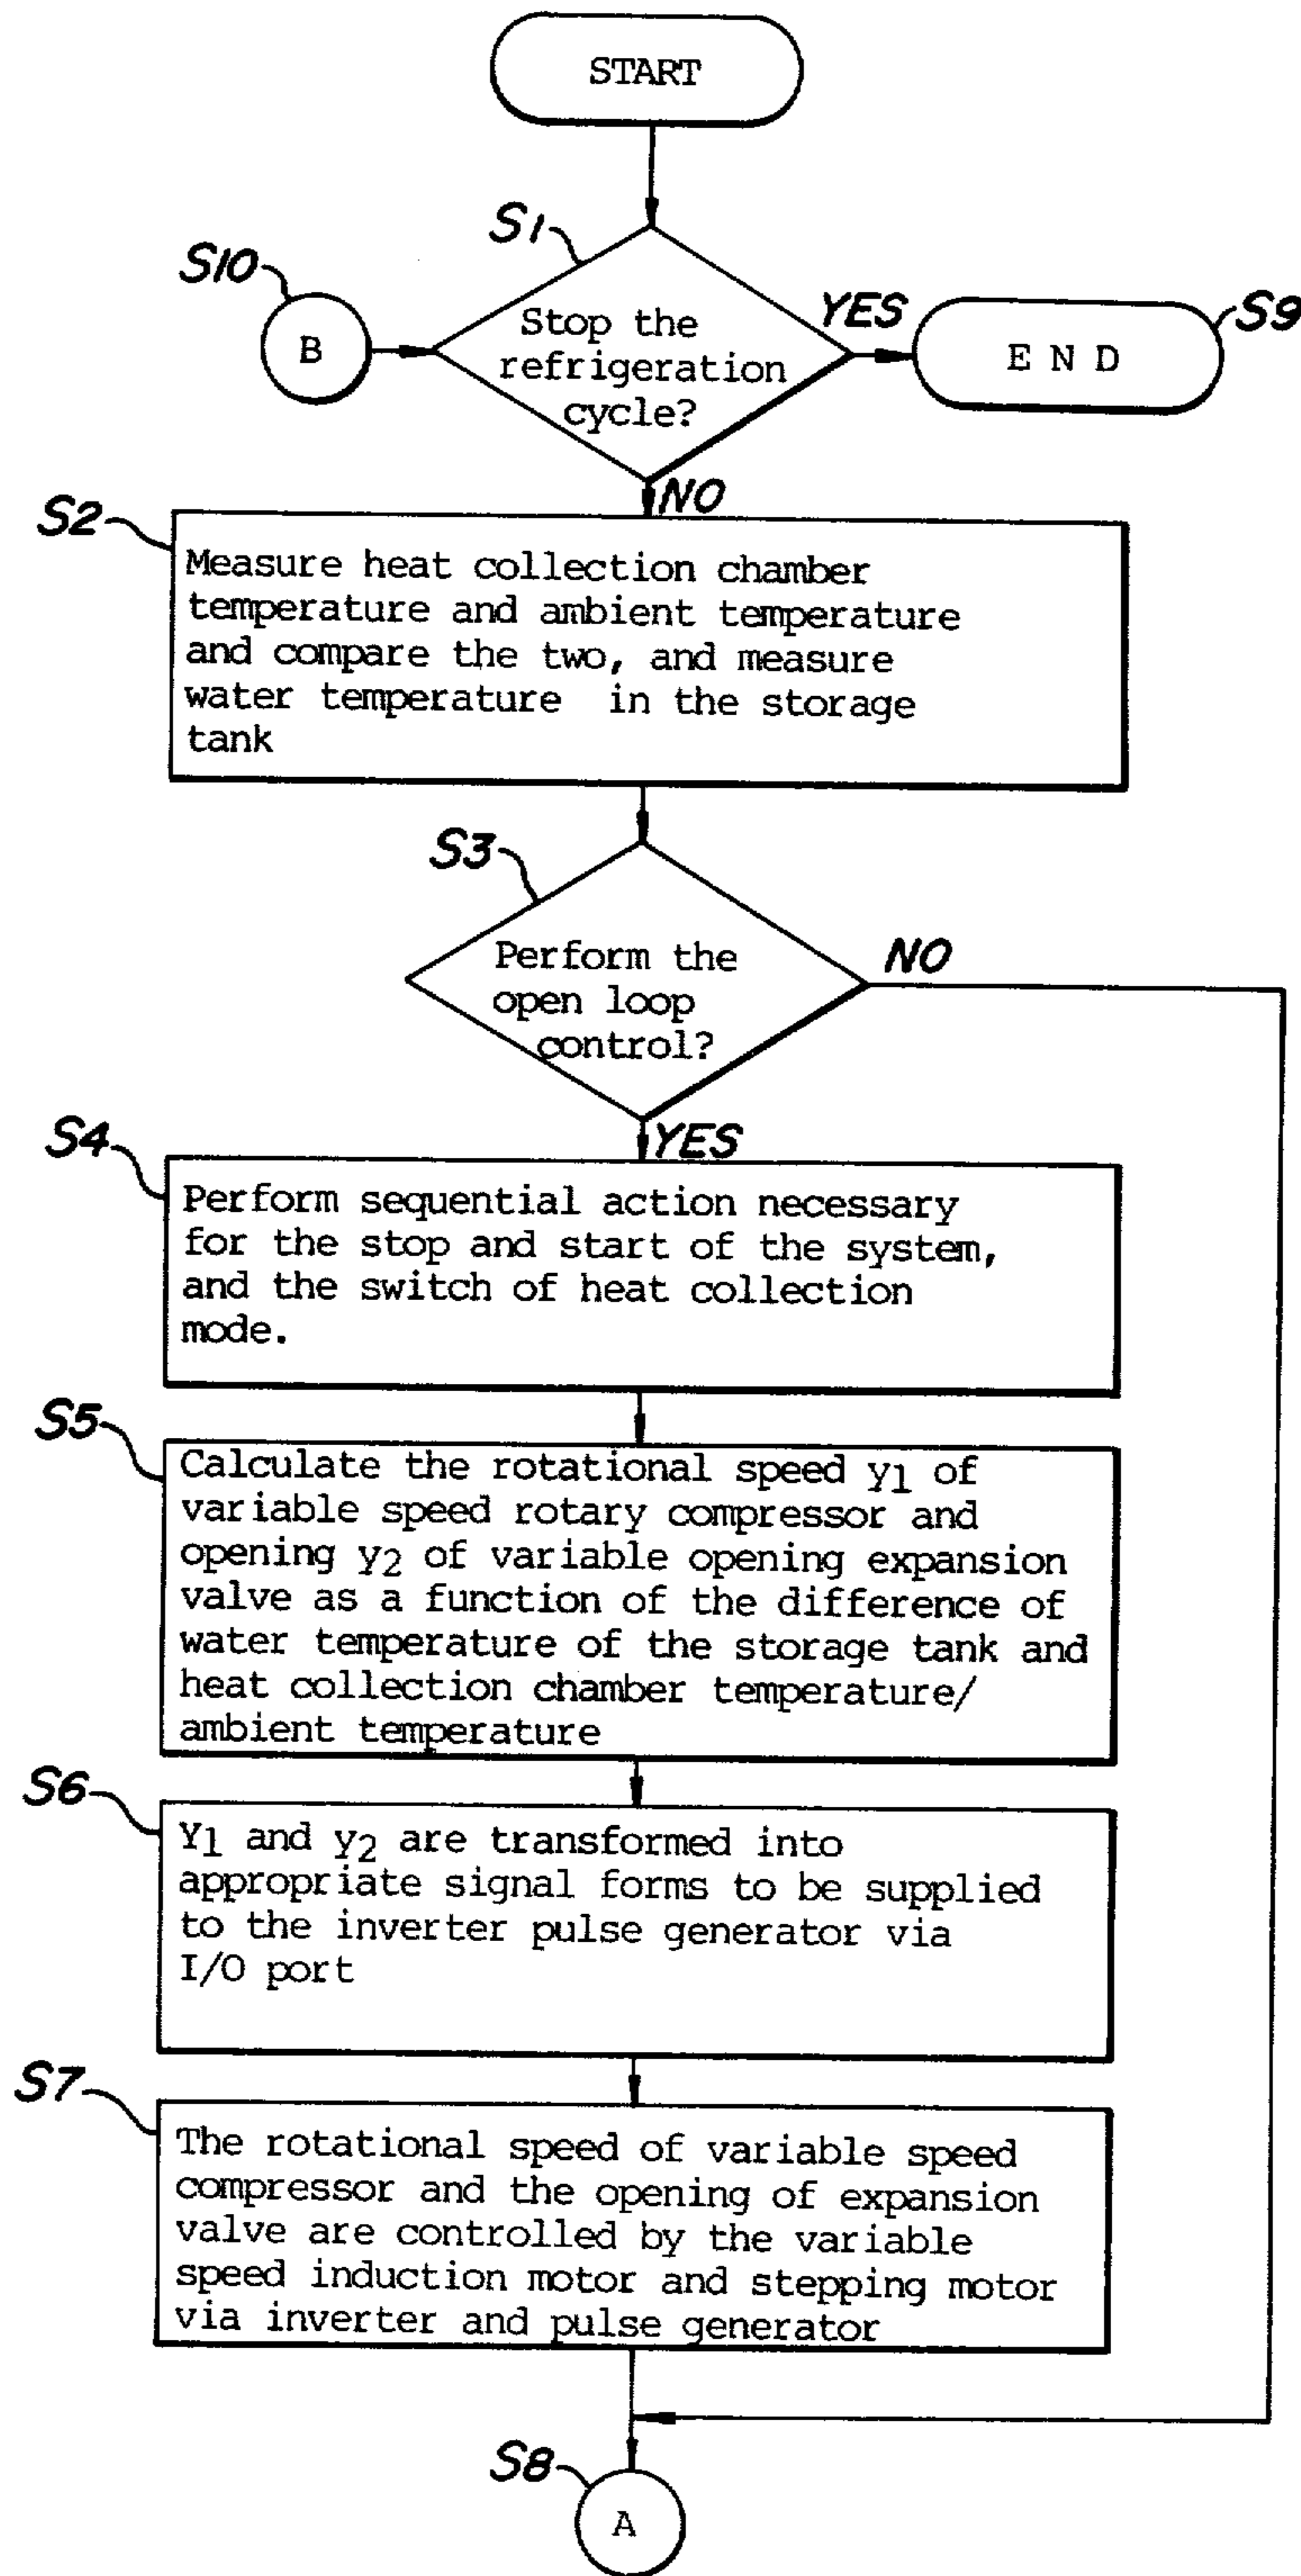 START
S1
S10
B
Stop the
refrigeration
cycle?
YES
E N D
S9
NO
S2
Measure heat collection chamber
temperature and ambient temperature
and compare the two, and measure
water temperature in the storage
tank
S3
Perform the
open loop
control?
NO
YES
S4
Perform sequential action necessary
for the stop and start of the system,
and the switch of heat collection
mode.
S5
Calculate the rotational speed y1 of
variable speed rotary compressor and
opening y2 of variable opening expansion
valve as a function of the difference of
water temperature of the storage tank and
heat collection chamber temperature/
ambient temperature
S6
Y1 and y2 are transformed into
appropriate signal forms to be supplied
to the inverter pulse generator via
I/O port
S7
The rotational speed of variable speed
compressor and the opening of expansion
valve are controlled by the variable
speed induction motor and stepping motor
via inverter and pulse generator
S8
A